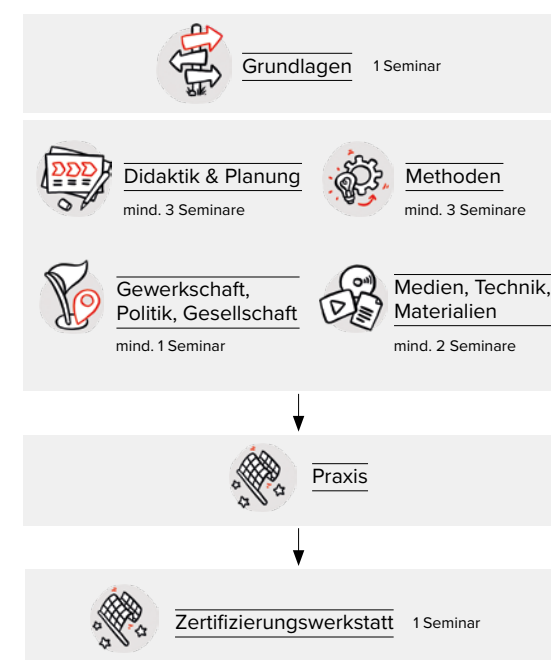 Grundlagen 1 Seminar
Didaktik & Planung
mind. 3 Seminare
Methoden
mind. 3 Seminare
Gewerkschaft,
Politik, Gesellschaft
mind. 1 Seminar
Medien, Technik,
Materialien
mind. 2 Seminare
Praxis
Zertifizierungswerkstatt 1 Seminar